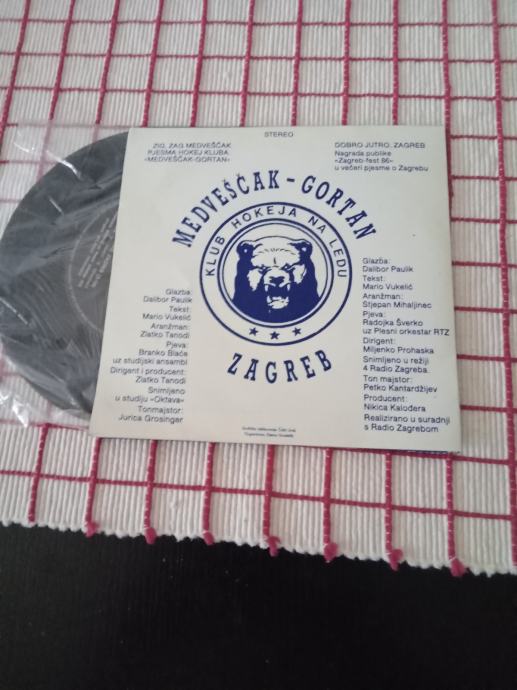 STEREO
ZIG, ZAG MEDVEŠČAK
PJESMA HOKEJ KLUBA
»MEDVEŠČAK-GORTAN«
DOBRO JUTRO, ZAGREB
Nagrada publike
»Zagreb-fest 86«
u večeri pjesme o Zagrebu
MEDVEŠČAK-GORTAN
KLUB HOKEJA NA LEDU
ZAGREB
Glazba:
Dalibor Paulik
Tekst:
Mario Vukelić
Aranžman:
Zlatko Tanodi
Pjeva:
Branko Blaće
uz studijski ansambl
Dirigent i producent:
Zlatko Tanodi
Snimljeno
u studiju »Oktava«
Tonmajstor:
Jurica Grosinger
Glazba:
Dalibor Paulik
Tekst:
Mario Vukelić
Aranžman:
Stjepan Mihaljinec
Pjeva:
Radojka Šverko
uz Plesni orkestar RTZ
Dirigent:
Miljenko Prohaska
Snimljeno u režiji
4 Radio Zagreba.
Ton majstor:
Petko Kantardžijev
Producent:
Nikica Kalođera
Realizirano u suradnji
s Radio Zagrebom